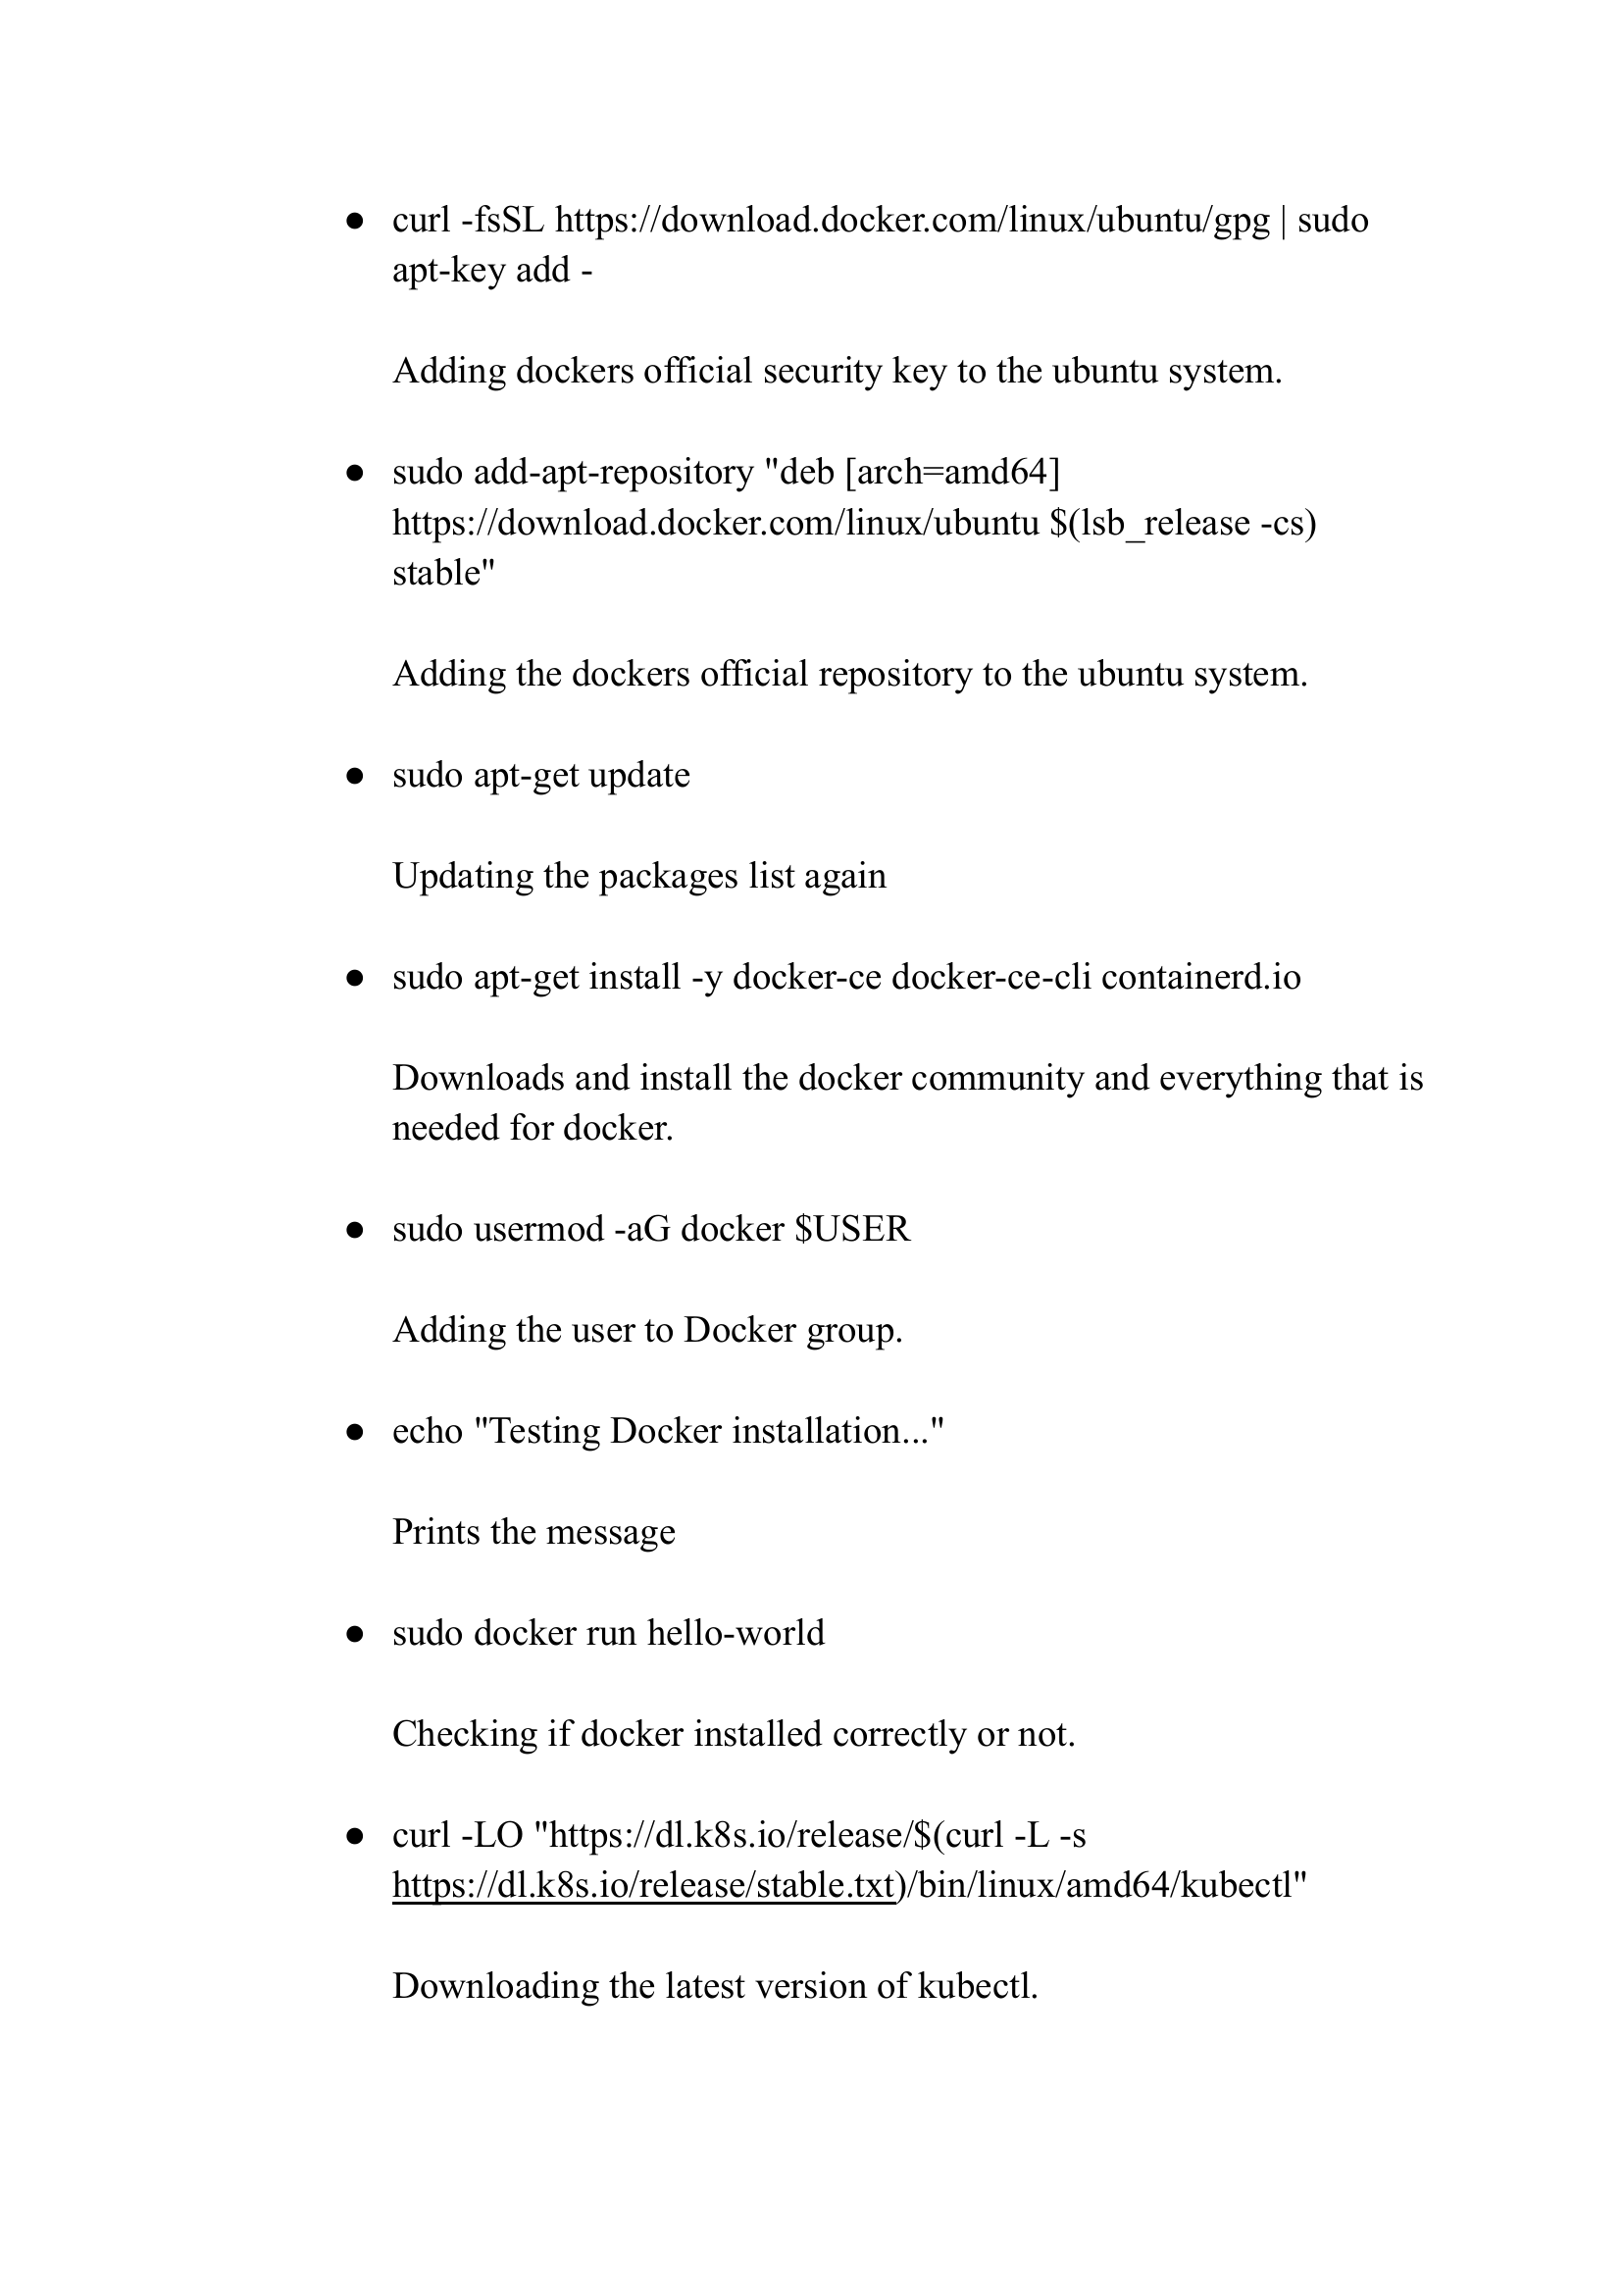 ● curl -fsSL https://download.docker.com/linux/ubuntu/gpg | sudo
apt-key add -
Adding dockers official security key to the ubuntu system.
● sudo add-apt-repository "deb [arch=amd64]
https://download.docker.com/linux/ubuntu $(lsb_release -cs)
stable"
Adding the dockers official repository to the ubuntu system.
● sudo apt-get update
Updating the packages list again
● sudo apt-get install -y docker-ce docker-ce-cli containerd.io
Downloads and install the docker community and everything that is
needed for docker.
● sudo usermod -aG docker $USER
Adding the user to Docker group.
● echo "Testing Docker installation..."
Prints the message
● sudo docker run hello-world
Checking if docker installed correctly or not.
● curl -LO "https://dl.k8s.io/release/$(curl -L -s
https://dl.k8s.io/release/stable.txt)/bin/linux/amd64/kubectl"
Downloading the latest version of kubectl.